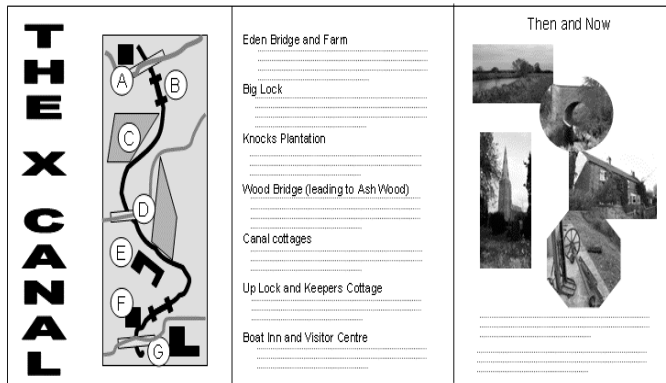 THE X CANAL
A
B
C
D
E
F
G
Eden Bridge and Farm
Big Lock
Knocks Plantation
Wood Bridge (leading to Ash Wood)
Canal cottages
Up Lock and Keepers Cottage
Boat Inn and Visitor Centre
Then and Now